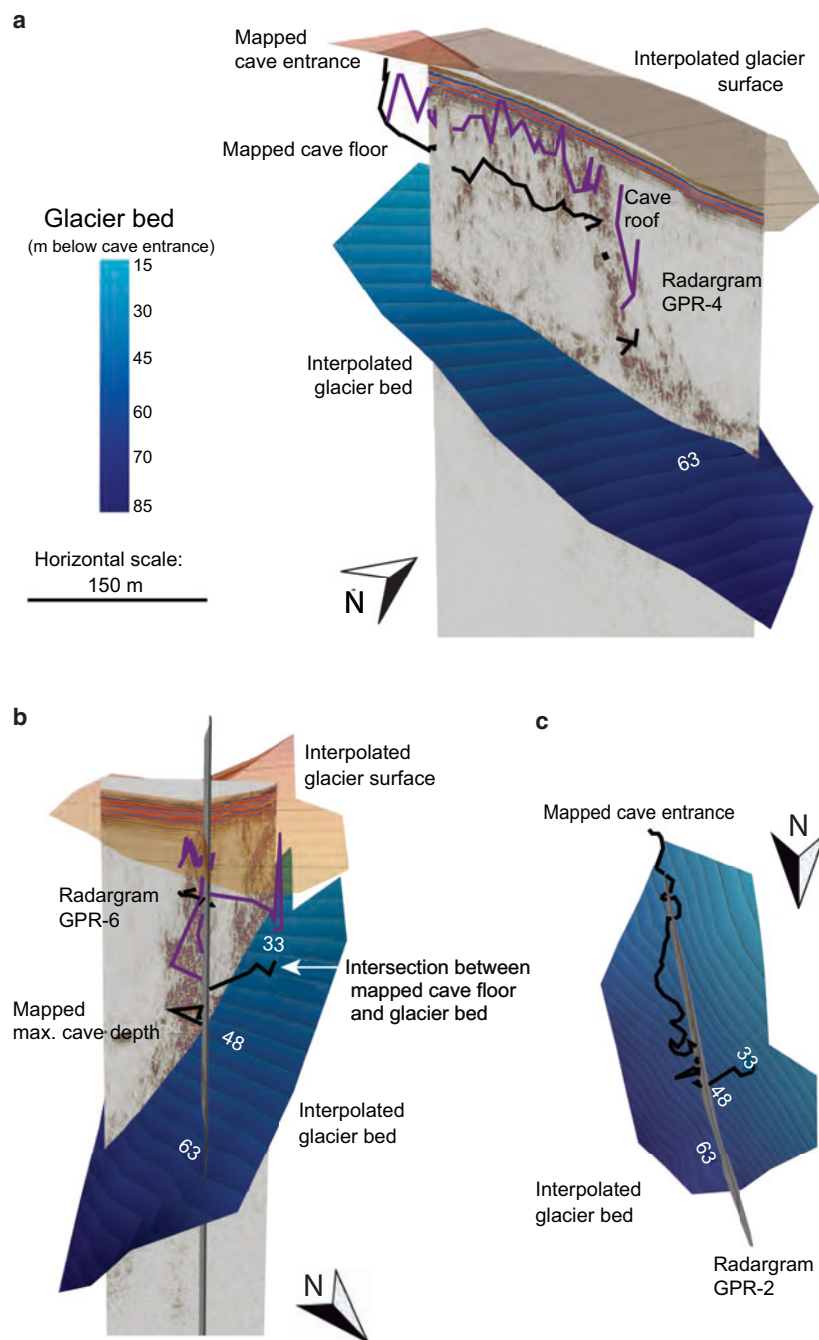 a
Mapped
cave entrance
Interpolated glacier
surface
Mapped cave floor
Glacier bed
(m below cave entrance)
15
30
45
60
70
85
Cave
roof
Radargram
GPR-4
Interpolated
glacier bed
63
Horizontal scale:
150 m
N
b
Interpolated
glacier surface
Radargram
GPR-6
33
Intersection between
mapped cave floor
and glacier bed
Mapped
max. cave depth
48
63
Interpolated
glacier bed
N
c
Mapped cave entrance
N
33
48
63
Interpolated
glacier bed
Radargram
GPR-2